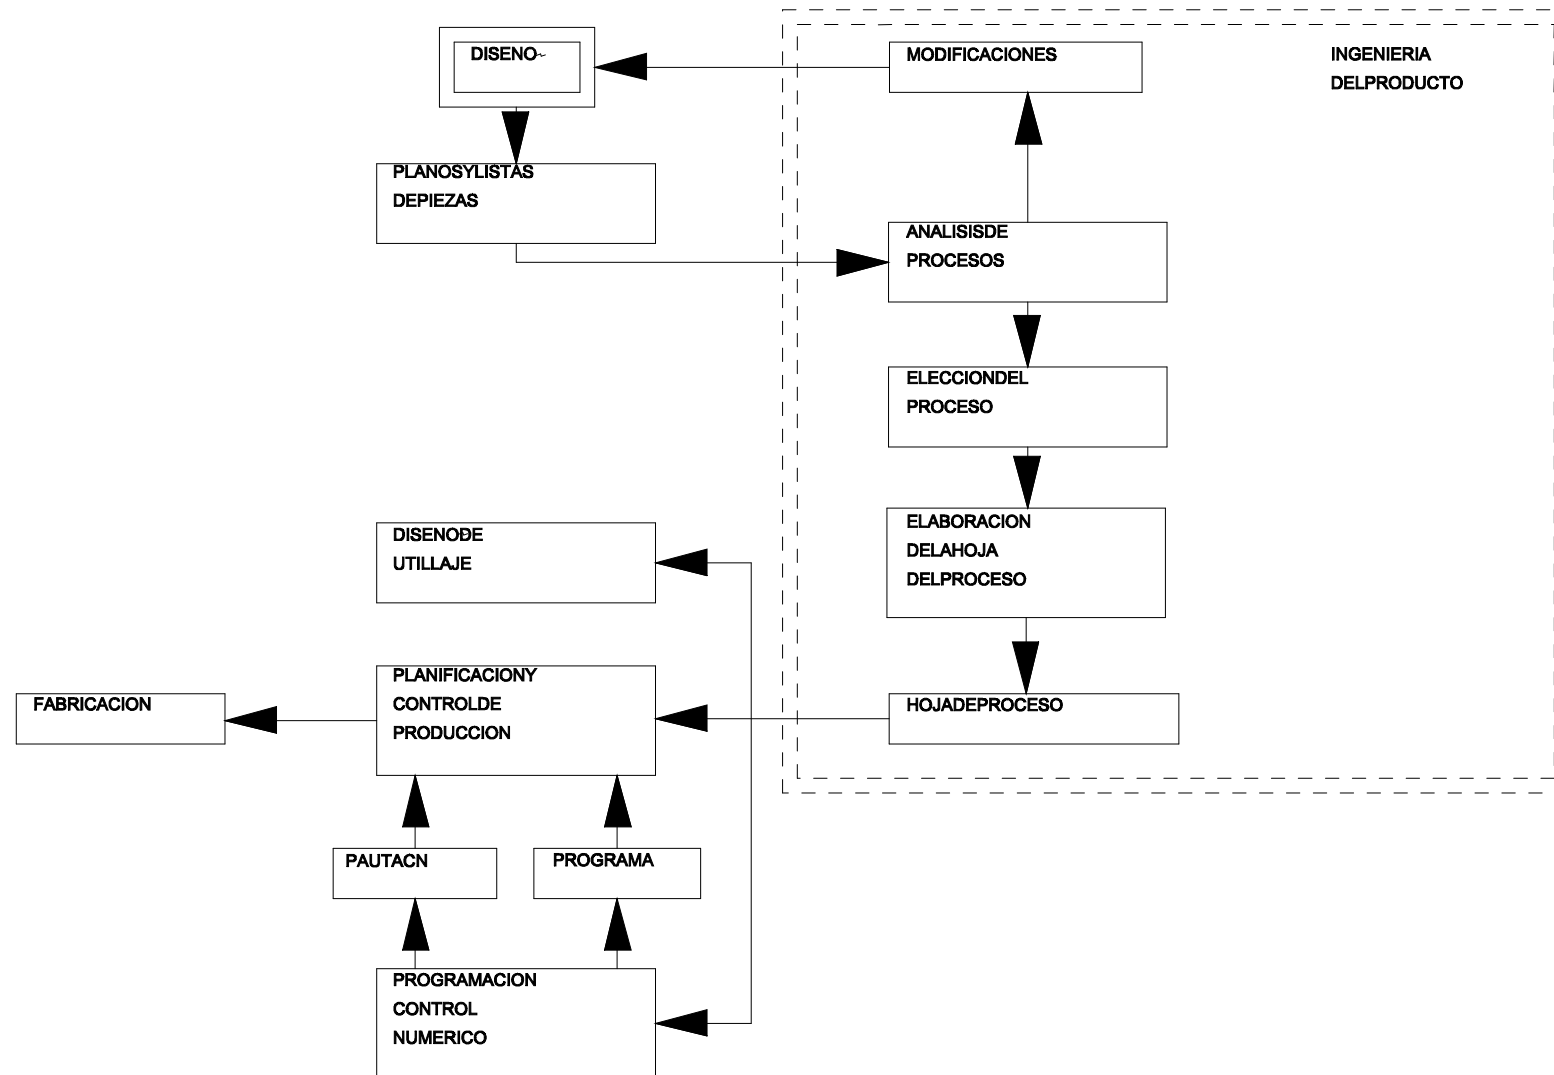 DISENO~
MODIFICACIONES
INGENIERIA
DELPRODUCTO
PLANOSYLISTAS
DEPIEZAS
ANALISISDE
PROCESOS
ELECCIONDEL
PROCESO
DISENODE
UTILLAJE
ELABORACION
DELAHOJA
DELPROCESO
PLANIFICACIONY
CONTROLDE
PRODUCCION
FABRICACION
HOJADEPROCESO
PAUTACN
PROGRAMA
PROGRAMACION
CONTROL
NUMERICO